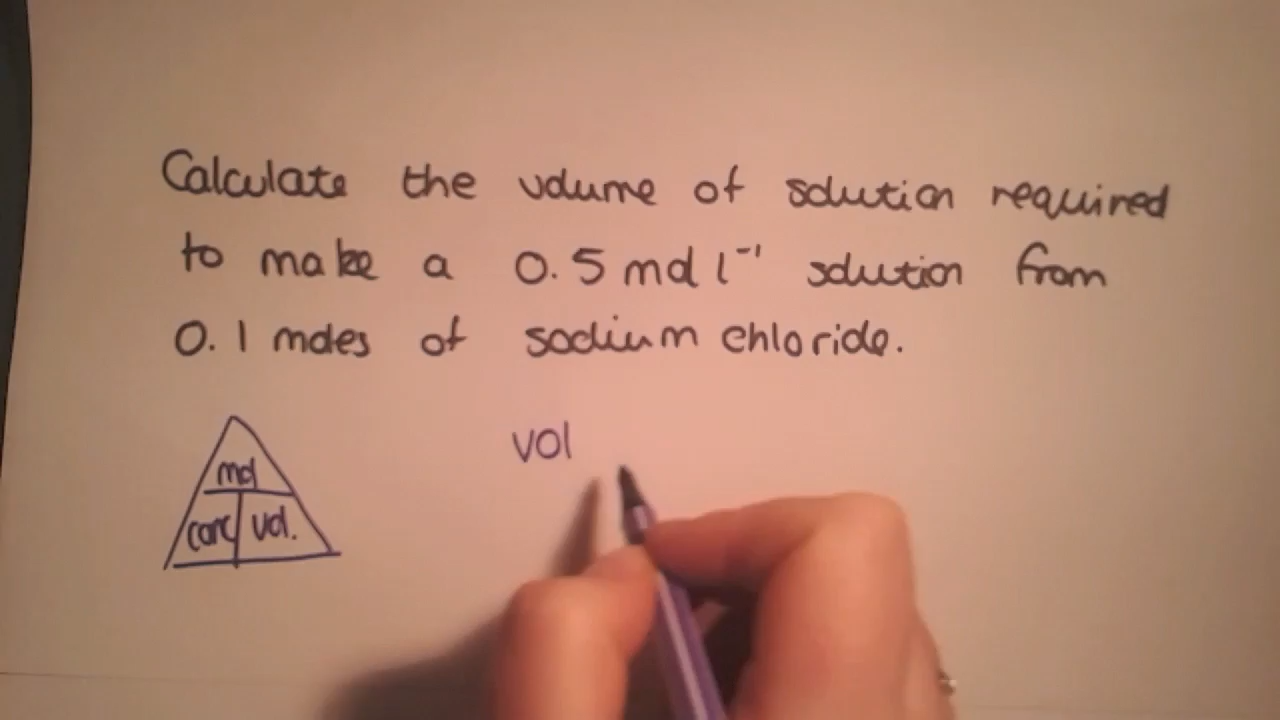 Calculate the volume of solution required
to make a 0.5 mol l⁻¹ solution from
0.1 moles of sodium chloride.
mol
conc vol.
vol